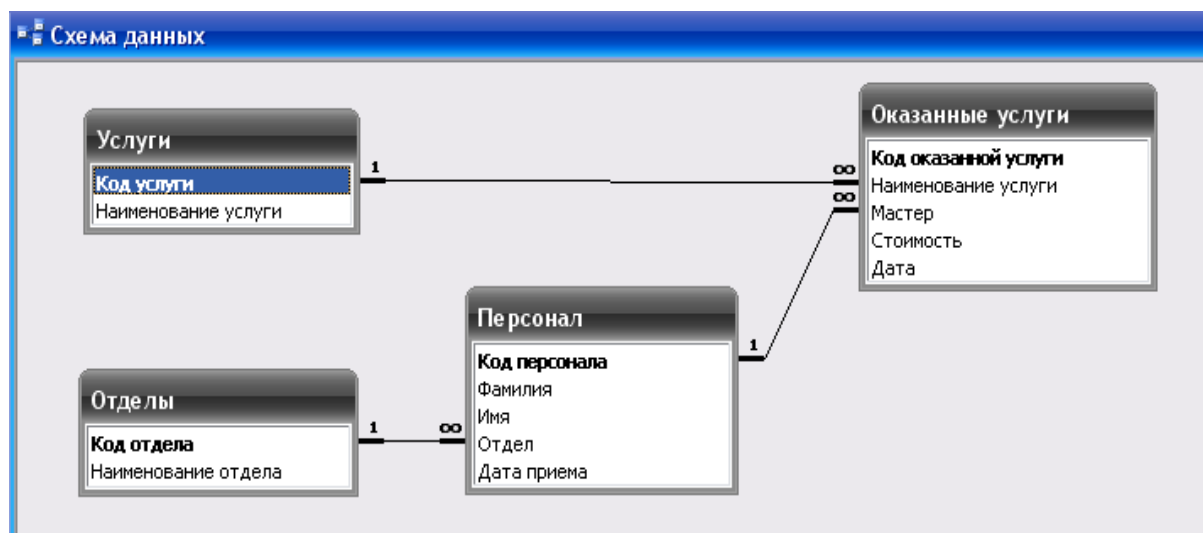 Схема данных
Услуги
Код услуги
Наименование услуги
1
∞
∞
Оказанные услуги
Код оказанной услуги
Наименование услуги
Мастер
Стоимость
Дата
Персонал
Код персонала
Фамилия
Имя
Отдел
Дата приема
1
Отделы
Код отдела
Наименование отдела
1
∞